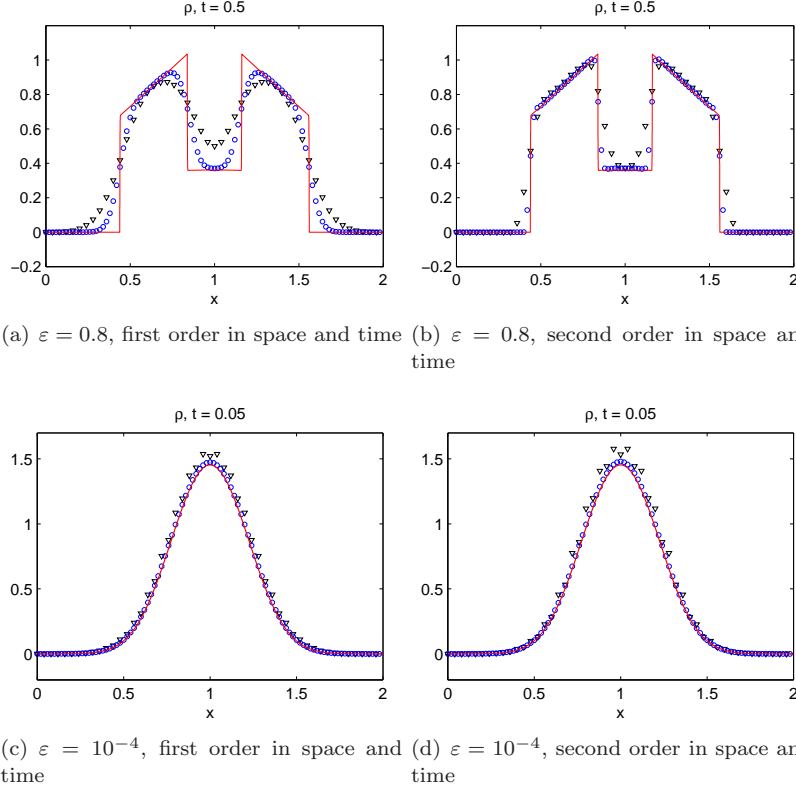 ρ, t = 0.5
ρ, t = 0.5
1
0.8
0.6
0.4
0.2
0
−0.2
0 0.5 1 1.5 2
x
1
0.8
0.6
0.4
0.2
0
−0.2
0 0.5 1 1.5 2
x
(a) ε = 0.8, first order in space and time
(b) ε = 0.8, second order in space an
time
ρ, t = 0.05
ρ, t = 0.05
1.5
1
0.5
0
0 0.5 1 1.5 2
x
1.5
1
0.5
0
0 0.5 1 1.5 2
x
(c) ε = 10⁻⁴, first order in space and
time
(d) ε = 10⁻⁴, second order in space an
time